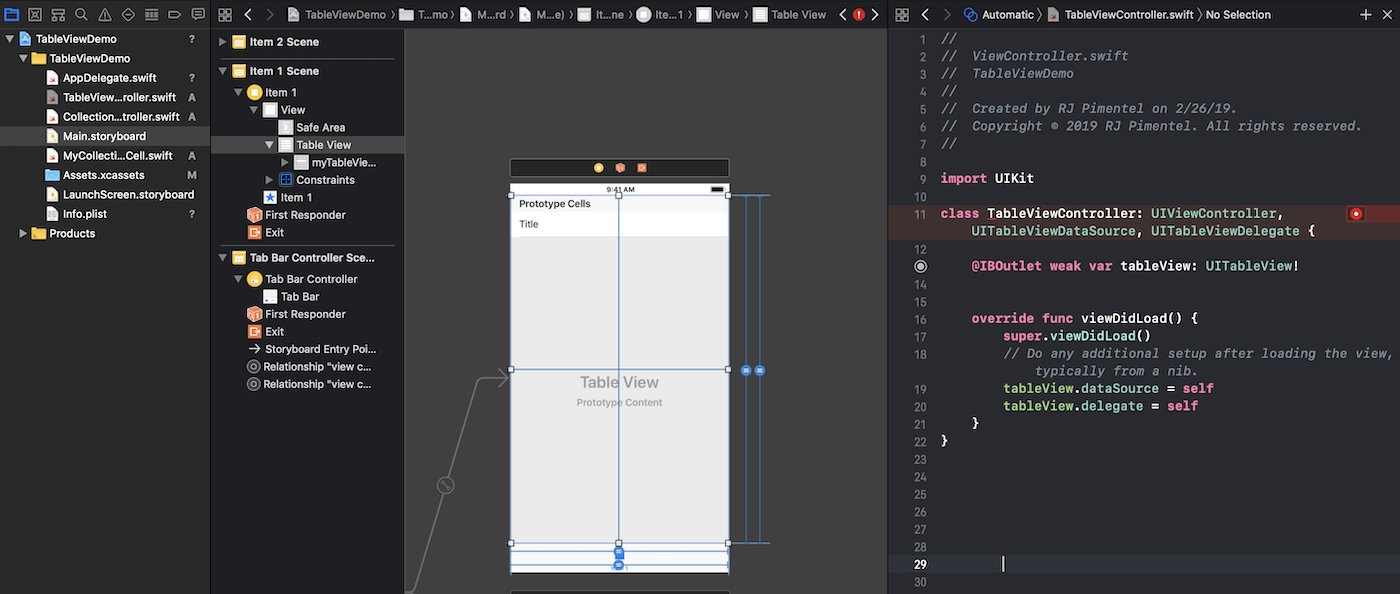 TableViewDemo
T...mo
M...rd
M...e)
It...ne
Ite...1
View
Table View
Automatic
TableViewController.swift
No Selection
TableViewDemo ?
TableViewDemo
AppDelegate.swift ?
TableView...roller.swift A
Collection...troller.swift A
Main.storyboard
MyCollecti...Cell.swift A
Assets.xcassets M
LaunchScreen.storyboard
Info.plist ?
Products
Item 2 Scene
Item 1 Scene
Item 1
View
Safe Area
Table View
myTableVie...
Constraints
Item 1
First Responder
Exit
Tab Bar Controller Sce...
Tab Bar Controller
Tab Bar
First Responder
Exit
Storyboard Entry Poi...
Relationship "view c...
Relationship "view c...
9:41 AM
Prototype Cells
Title
Table View
Prototype Content
1 //
2 // ViewController.swift
3 // TableViewDemo
4 //
5 // Created by RJ Pimentel on 2/26/19.
6 // Copyright © 2019 RJ Pimentel. All rights reserved.
7 //
8
9 import UIKit
10
11 class TableViewController: UIViewController,
UITableViewDataSource, UITableViewDelegate {
12
@IBOutlet weak var tableView: UITableView!
14
15
16 override func viewDidLoad() {
17 super.viewDidLoad()
18 // Do any additional setup after loading the view,
typically from a nib.
19 tableView.dataSource = self
20 tableView.delegate = self
21 }
22 }
23
24
25
26
27
28
29
30